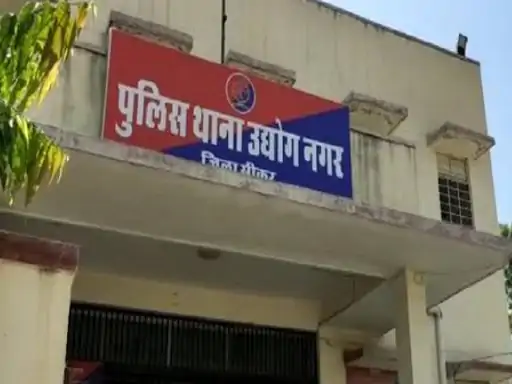 पुलिस थाना उद्योग नगर
जिला सीकर